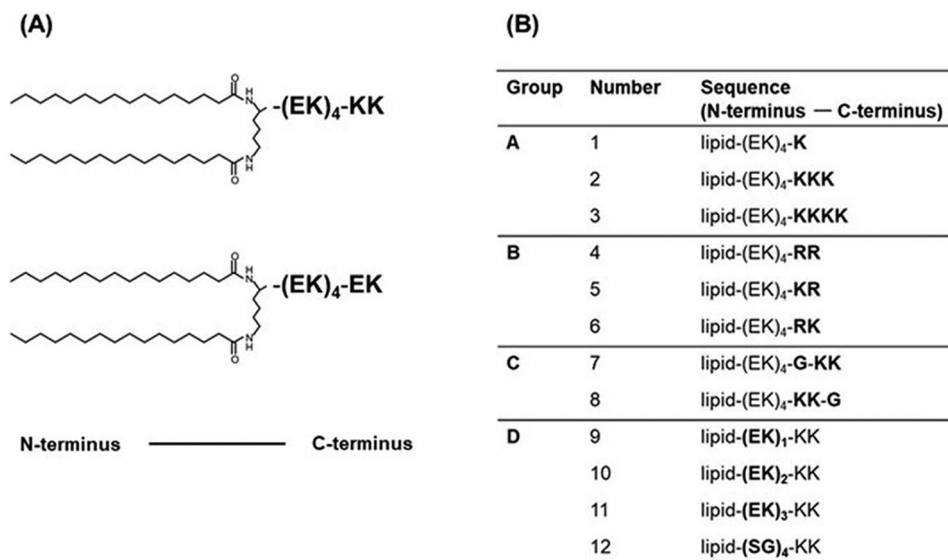 (A)
O
H
N
-(EK)₄-KK
N
H
O
O
H
N
-(EK)₄-EK
N
H
O
N-terminus C-terminus
(B)
Group Number Sequence
(N-terminus — C-terminus)
A 1 lipid-(EK)₄-K
2 lipid-(EK)₄-KKK
3 lipid-(EK)₄-KKKK
B 4 lipid-(EK)₄-RR
5 lipid-(EK)₄-KR
6 lipid-(EK)₄-RK
C 7 lipid-(EK)₄-G-KK
8 lipid-(EK)₄-KK-G
D 9 lipid-(EK)₁-KK
10 lipid-(EK)₂-KK
11 lipid-(EK)₃-KK
12 lipid-(SG)₄-KK